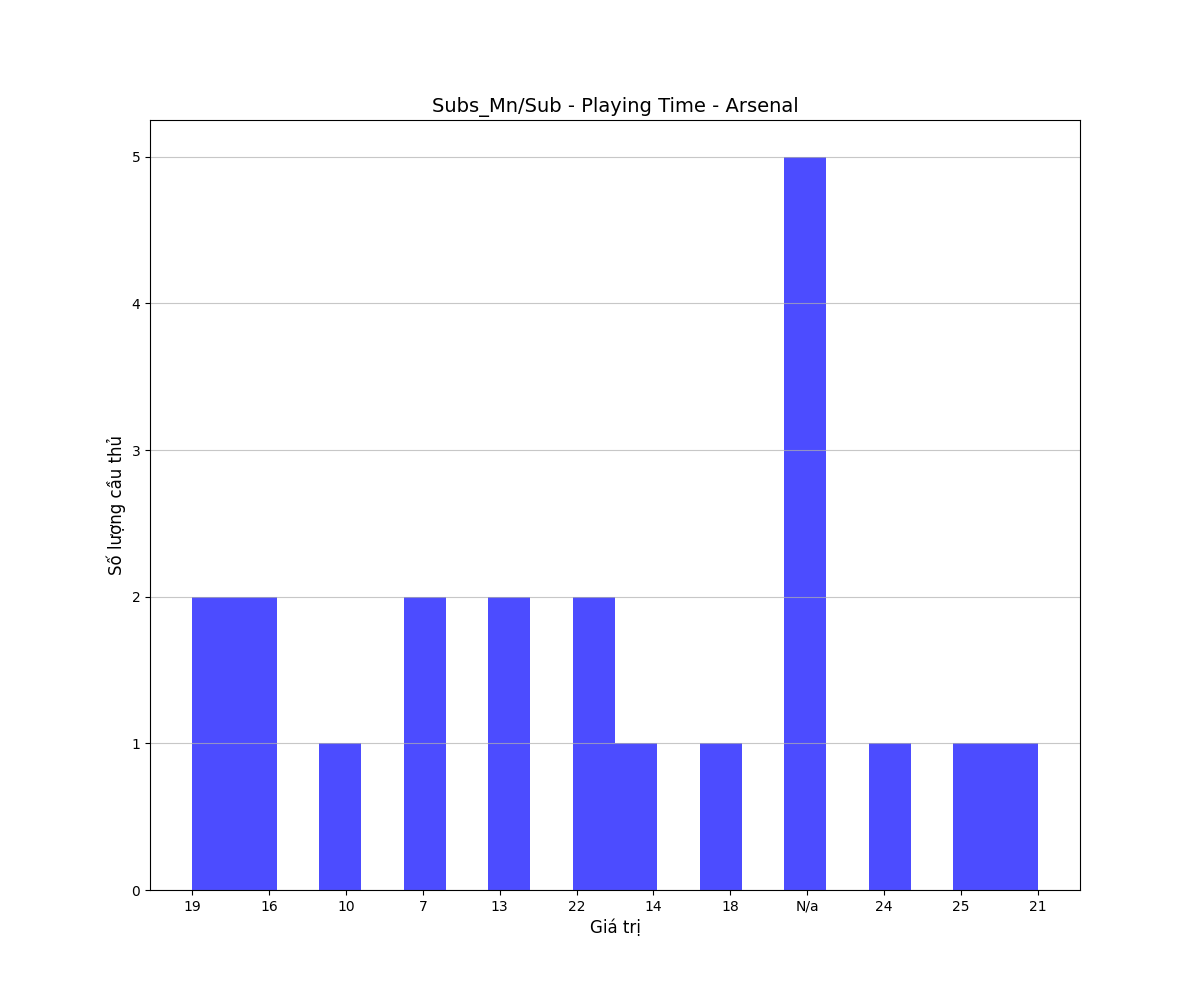 Subs_Mn/Sub - Playing Time - Arsenal
Số lượng cầu thủ
5
4
3
2
1
0
19 16 10 7 13 22 14 18 N/a 24 25 21
Giá trị